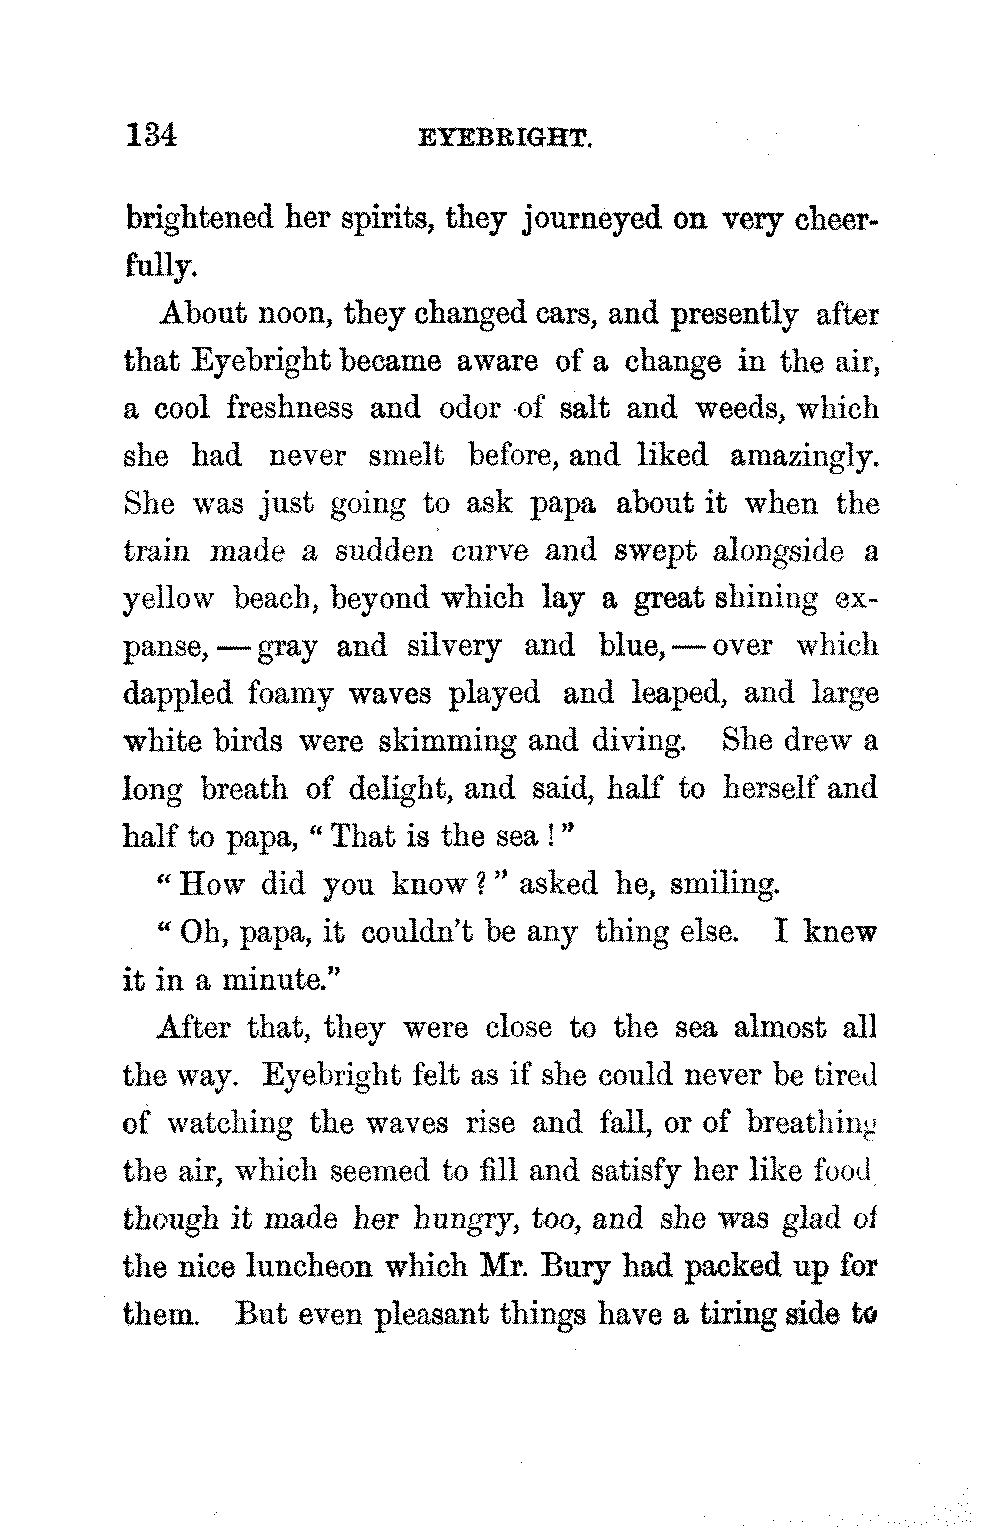 134 EYEBRIGHT.
brightened her spirits, they journeyed on very cheer-
fully.
About noon, they changed cars, and presently after
that Eyebright became aware of a change in the air,
a cool freshness and odor of salt and weeds, which
she had never smelt before, and liked amazingly.
She was just going to ask papa about it when the
train made a sudden curve and swept alongside a
yellow beach, beyond which lay a great shining ex-
panse, — gray and silvery and blue, — over which
dappled foamy waves played and leaped, and large
white birds were skimming and diving. She drew a
long breath of delight, and said, half to herself and
half to papa, “ That is the sea ! ”
“ How did you know ? ” asked he, smiling.
“ Oh, papa, it couldn't be any thing else. I knew
it in a minute.”
After that, they were close to the sea almost all
the way. Eyebright felt as if she could never be tired
of watching the waves rise and fall, or of breathing
the air, which seemed to fill and satisfy her like food
though it made her hungry, too, and she was glad of
the nice luncheon which Mr. Bury had packed up for
them. But even pleasant things have a tiring side to